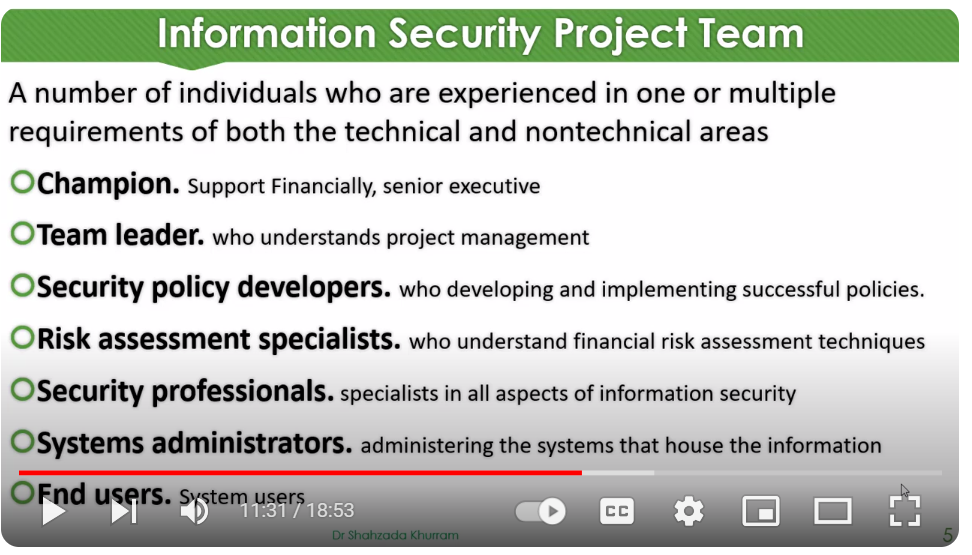 Information Security Project Team
A number of individuals who are experienced in one or multiple
requirements of both the technical and nontechnical areas
Champion. Support Financially, senior executive
Team leader. who understands project management
Security policy developers. who developing and implementing successful policies.
Risk assessment specialists. who understand financial risk assessment techniques
Security professionals. specialists in all aspects of information security
Systems administrators. administering the systems that house the information
End users. System users
11:31 / 18:53
CC
Dr Shahzada Khurram
5